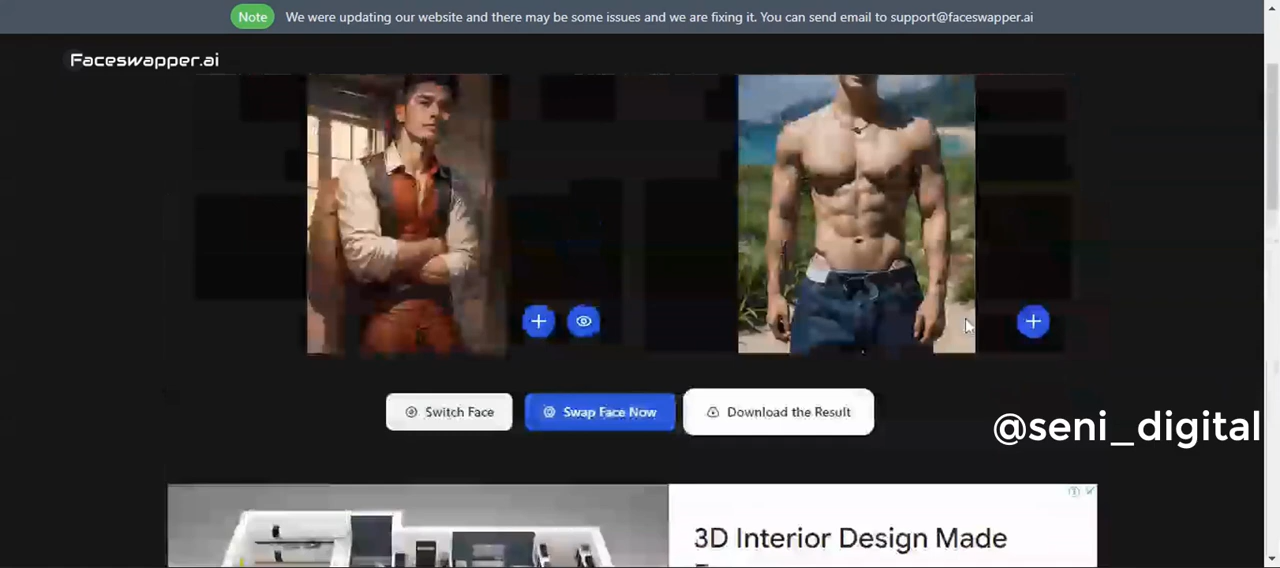 Note We were updating our website and there may be some issues and we are fixing it. You can send email to support@faceswapper.ai
Faceswapper.ai
Switch Face
Swap Face Now
Download the Result
@seni_digital
3D Interior Design Made